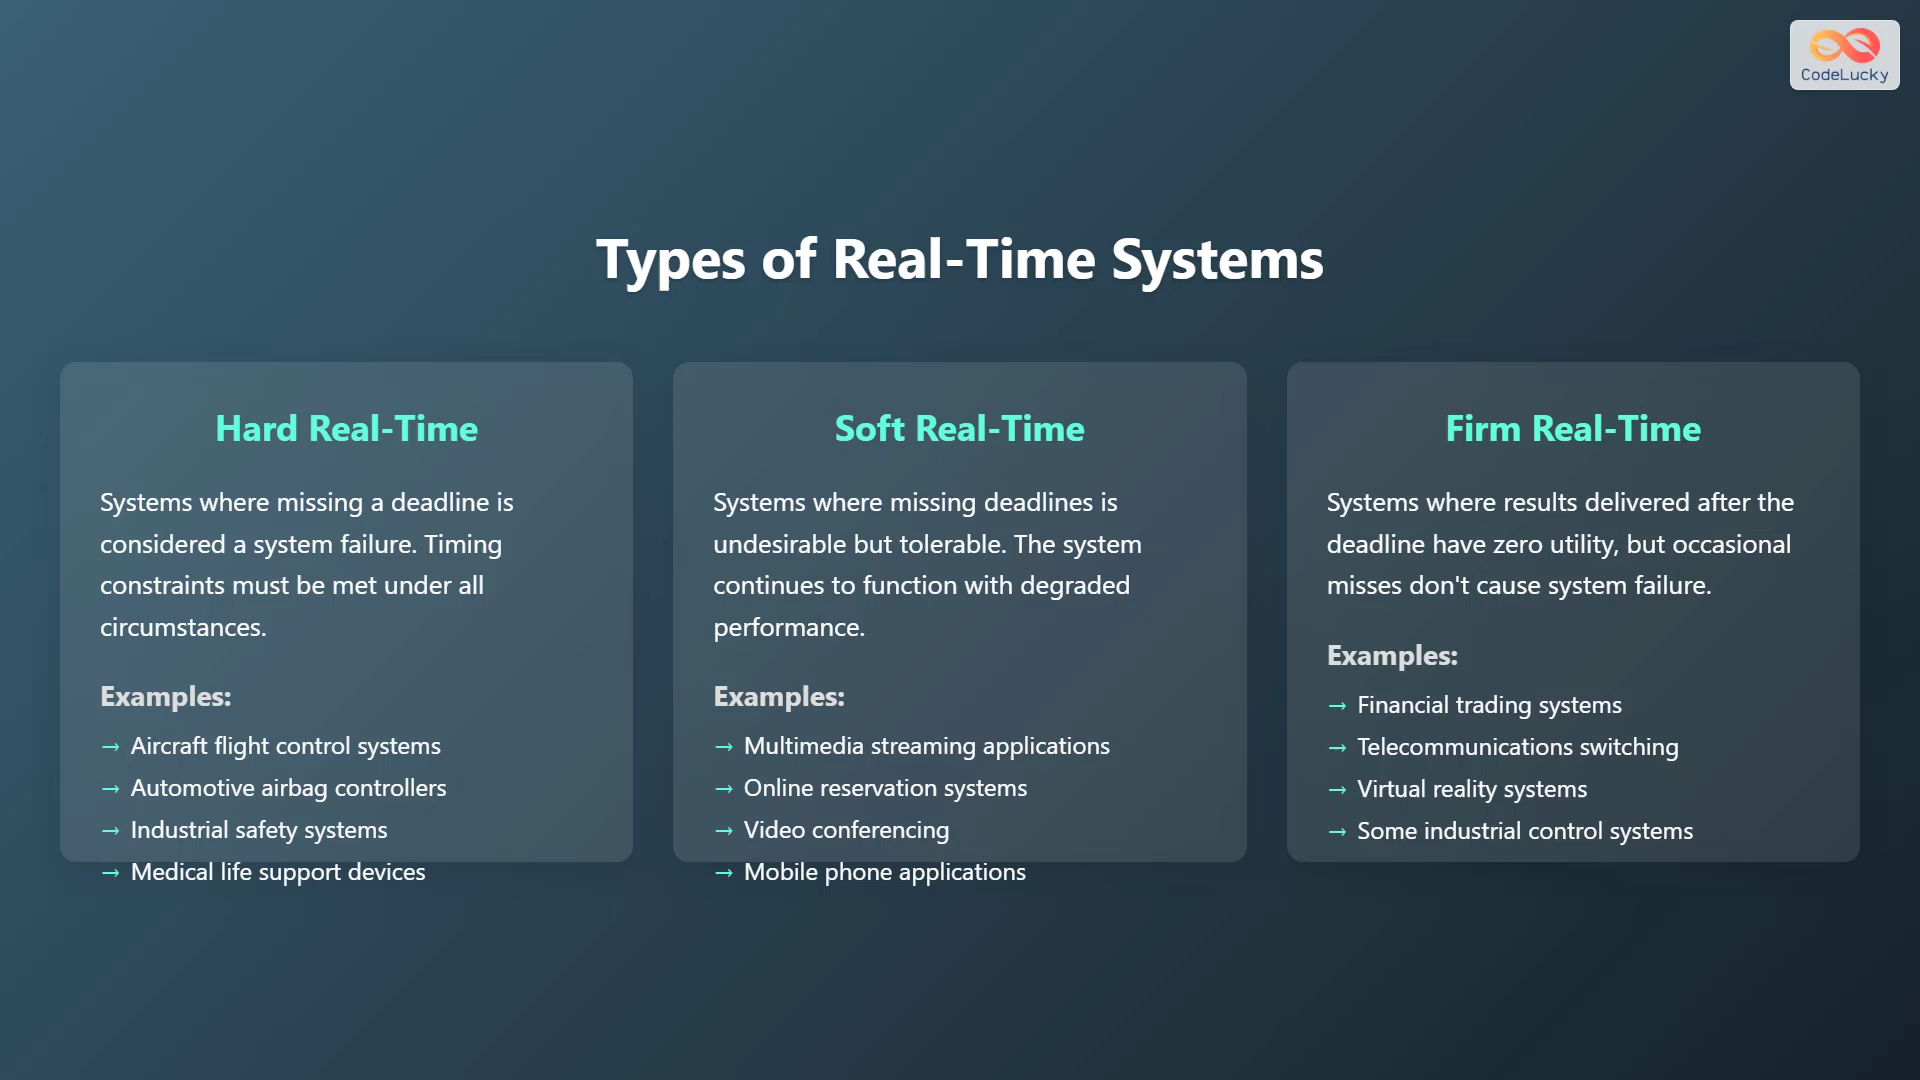 CodeLucky
Types of Real-Time Systems
Hard Real-Time
Systems where missing a deadline is
considered a system failure. Timing
constraints must be met under all
circumstances.
Examples:
→ Aircraft flight control systems
→ Automotive airbag controllers
→ Industrial safety systems
→ Medical life support devices
Soft Real-Time
Systems where missing deadlines is
undesirable but tolerable. The system
continues to function with degraded
performance.
Examples:
→ Multimedia streaming applications
→ Online reservation systems
→ Video conferencing
→ Mobile phone applications
Firm Real-Time
Systems where results delivered after the
deadline have zero utility, but occasional
misses don't cause system failure.
Examples:
→ Financial trading systems
→ Telecommunications switching
→ Virtual reality systems
→ Some industrial control systems